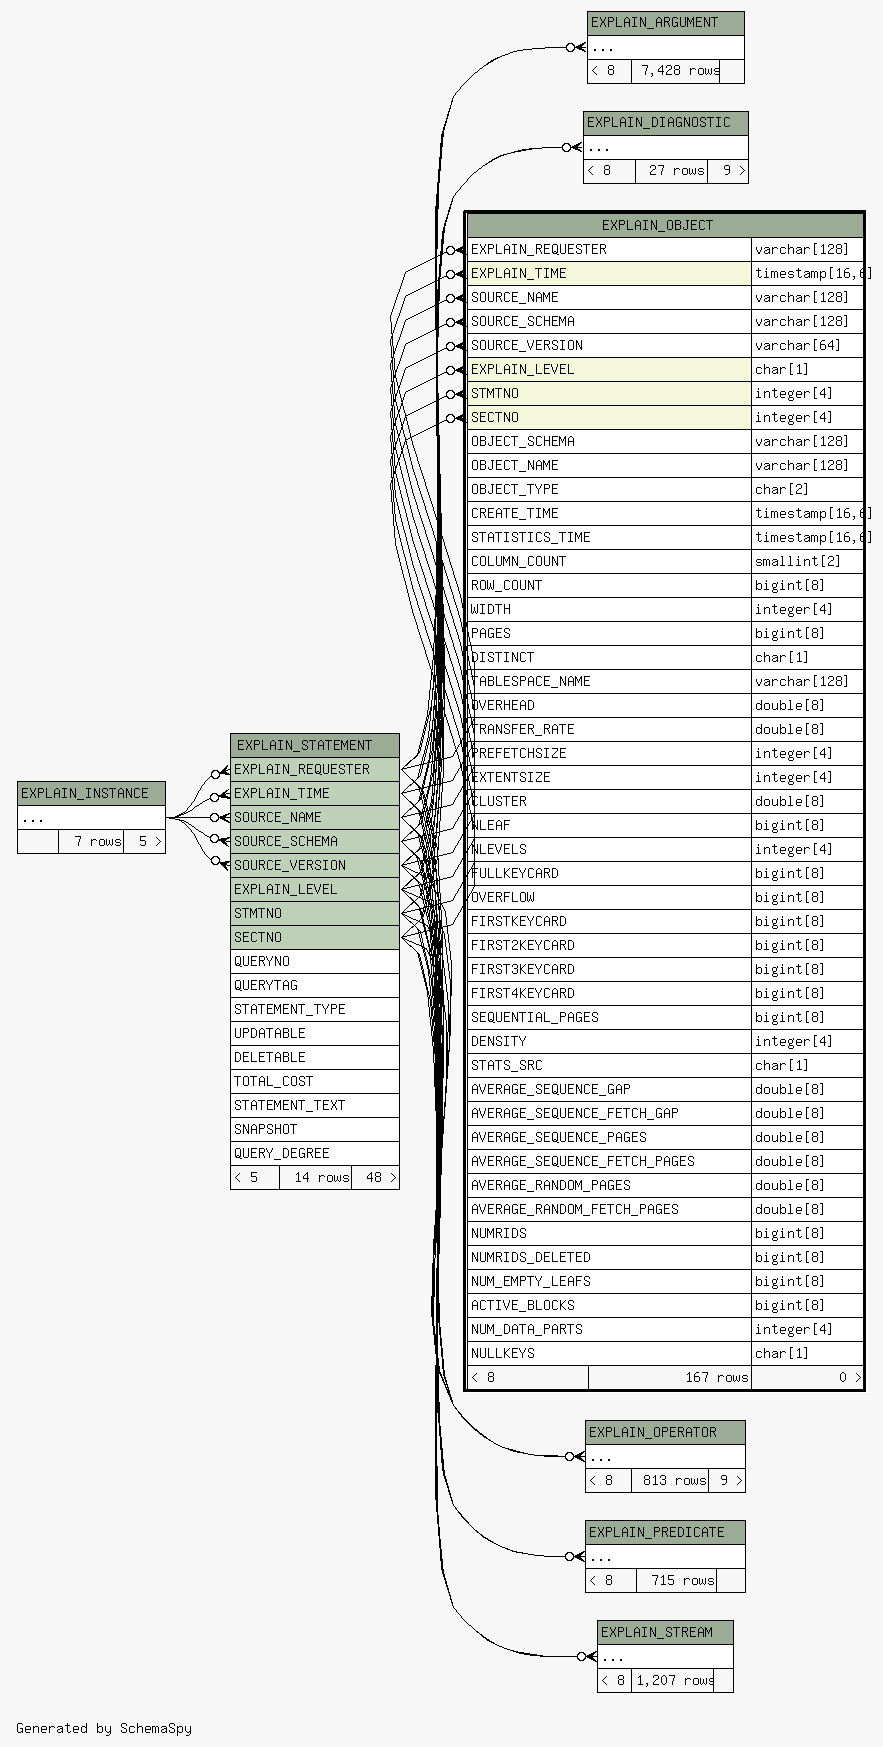 EXPLAIN_ARGUMENT
...
< 8 7,428 rows
EXPLAIN_DIAGNOSTIC
...
< 8 27 rows 9 >
EXPLAIN_OBJECT
EXPLAIN_REQUESTER varchar[128]
EXPLAIN_TIME timestamp[16,6]
SOURCE_NAME varchar[128]
SOURCE_SCHEMA varchar[128]
SOURCE_VERSION varchar[64]
EXPLAIN_LEVEL char[1]
STMTNO integer[4]
SECTNO integer[4]
OBJECT_SCHEMA varchar[128]
OBJECT_NAME varchar[128]
OBJECT_TYPE char[2]
CREATE_TIME timestamp[16,6]
STATISTICS_TIME timestamp[16,6]
COLUMN_COUNT smallint[2]
ROW_COUNT bigint[8]
WIDTH integer[4]
PAGES bigint[8]
DISTINCT char[1]
TABLESPACE_NAME varchar[128]
OVERHEAD double[8]
TRANSFER_RATE double[8]
PREFETCHSIZE integer[4]
EXTENTSIZE integer[4]
CLUSTER double[8]
NLEAF bigint[8]
NLEVELS integer[4]
FULLKEYCARD bigint[8]
OVERFLOW bigint[8]
FIRSTKEYCARD bigint[8]
FIRST2KEYCARD bigint[8]
FIRST3KEYCARD bigint[8]
FIRST4KEYCARD bigint[8]
SEQUENTIAL_PAGES bigint[8]
DENSITY integer[4]
STATS_SRC char[1]
AVERAGE_SEQUENCE_GAP double[8]
AVERAGE_SEQUENCE_FETCH_GAP double[8]
AVERAGE_SEQUENCE_PAGES double[8]
AVERAGE_SEQUENCE_FETCH_PAGES double[8]
AVERAGE_RANDOM_PAGES double[8]
AVERAGE_RANDOM_FETCH_PAGES double[8]
NUMRIDS bigint[8]
NUMRIDS_DELETED bigint[8]
NUM_EMPTY_LEAFS bigint[8]
ACTIVE_BLOCKS bigint[8]
NUM_DATA_PARTS integer[4]
NULLKEYS char[1]
< 8 167 rows 0 >
EXPLAIN_STATEMENT
EXPLAIN_REQUESTER
EXPLAIN_TIME
SOURCE_NAME
SOURCE_SCHEMA
SOURCE_VERSION
EXPLAIN_LEVEL
STMTNO
SECTNO
QUERYNO
QUERYTAG
STATEMENT_TYPE
UPDATABLE
DELETABLE
TOTAL_COST
STATEMENT_TEXT
SNAPSHOT
QUERY_DEGREE
< 5 14 rows 48 >
EXPLAIN_INSTANCE
...
7 rows 5 >
EXPLAIN_OPERATOR
...
< 8 813 rows 9 >
EXPLAIN_PREDICATE
...
< 8 715 rows
EXPLAIN_STREAM
...
< 8 1,207 rows
Generated by SchemaSpy